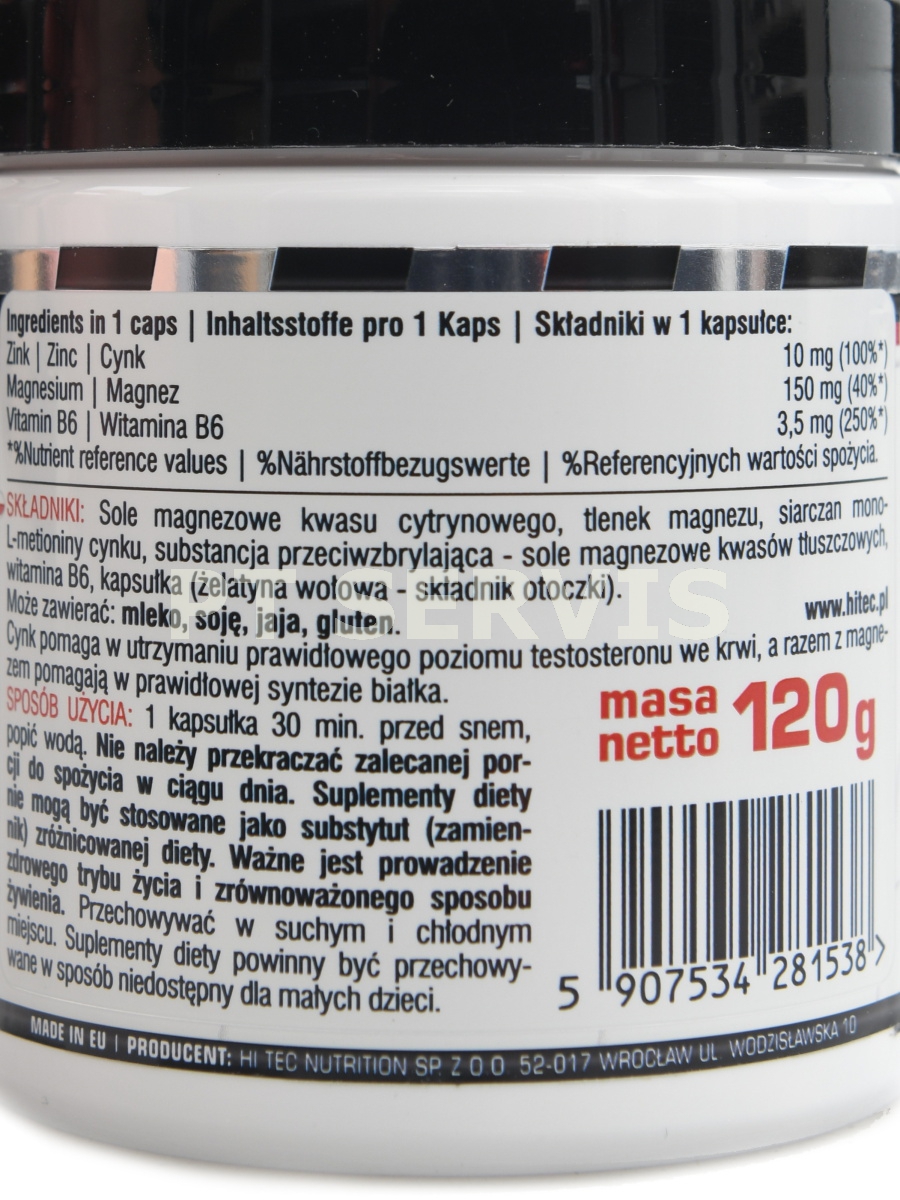 Ingredients in 1 caps | Inhaltsstoffe pro 1 Kaps | Składniki w 1 kapsułce:
Zink | Zinc | Cynk 10 mg (100%*)
Magnesium | Magnez 150 mg (40%*)
Vitamin B6 | Witamina B6 3,5 mg (250%*)
*%Nutrient reference values | %Nährstoffbezugswerte | %Referencyjnych wartości spożycia.
SKŁADNIKI: Sole magnezowe kwasu cytrynowego, tlenek magnezu, siarczan mono-
L-metioniny cynku, substancja przeciwzbrylająca - sole magnezowe kwasów tłuszczowych,
witamina B6, kapsułka (żelatyna wołowa - składnik otoczki).
Może zawierać: mleko, soję, jaja, gluten.
www.hitec.pl
Cynk pomaga w utrzymaniu prawidłowego poziomu testosteronu we krwi, a razem z magne-
zem pomagają w prawidłowej syntezie białka.
SPOSÓB UŻYCIA: 1 kapsułka 30 min. przed snem,
popić wodą. Nie należy przekraczać zalecanej por-
cji do spożycia w ciągu dnia. Suplementy diety
nie mogą być stosowane jako substytut (zamien-
nik) zróżnicowanej diety. Ważne jest prowadzenie
zdrowego trybu życia i zrównoważonego sposobu
żywienia. Przechowywać w suchym i chłodnym
miejscu. Suplementy diety powinny być przechowy-
wane w sposób niedostępny dla małych dzieci.
masa
netto 120g
5 907534 281538 >
MADE IN EU | PRODUCENT: HI TEC NUTRITION SP. Z O O 52-017 WROCŁAW UL. WODZISŁAWSKA 10